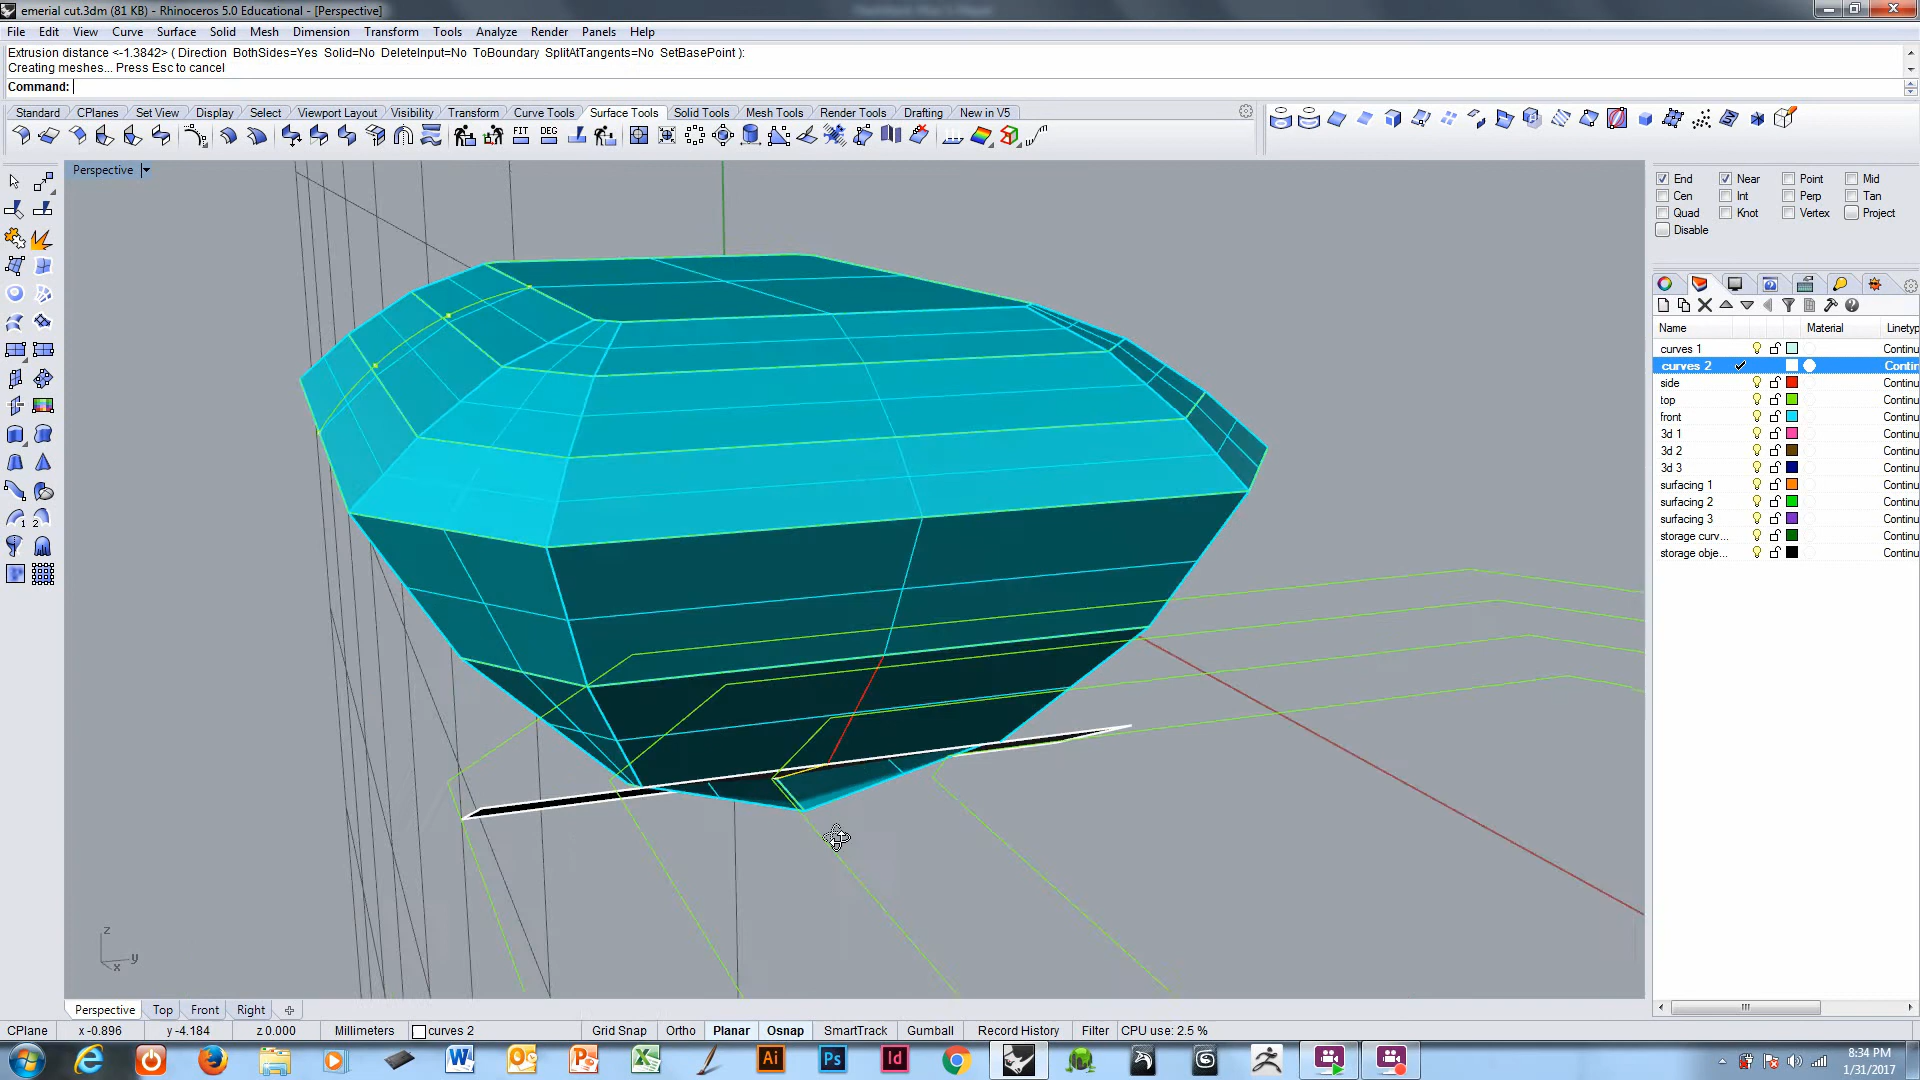 emerial cut.3dm (81 KB) - Rhinoceros 5.0 Educational - [Perspective]
File Edit View Curve Surface Solid Mesh Dimension Transform Tools Analyze Render Panels Help
Extrusion distance <-1.3842> ( Direction BothSides=Yes Solid=No DeleteInput=No ToBoundary SplitAtTangents=No SetBasePoint ):
Creating meshes... Press Esc to cancel
Command:
Standard CPlanes Set View Display Select Viewport Layout Visibility Transform Curve Tools Surface Tools Solid Tools Mesh Tools Render Tools Drafting New in V5
FIT DEG
Perspective
End Near Point Mid
Cen Int Perp Tan
Quad Knot Vertex Project
Disable
Name Material Linetyp
curves 1 Continu
curves 2 Contin
side Continu
top Continu
front Continu
3d 1 Continu
3d 2 Continu
3d 3 Continu
surfacing 1 Continu
surfacing 2 Continu
surfacing 3 Continu
storage curv... Continu
storage obje... Continu
1 2
z
y
x
Perspective Top Front Right
CPlane x -0.896 y -4.184 z 0.000 Millimeters curves 2 Grid Snap Ortho Planar Osnap SmartTrack Gumball Record History Filter CPU use: 2.5 %
Ai Ps Id
8:34 PM
1/31/2017